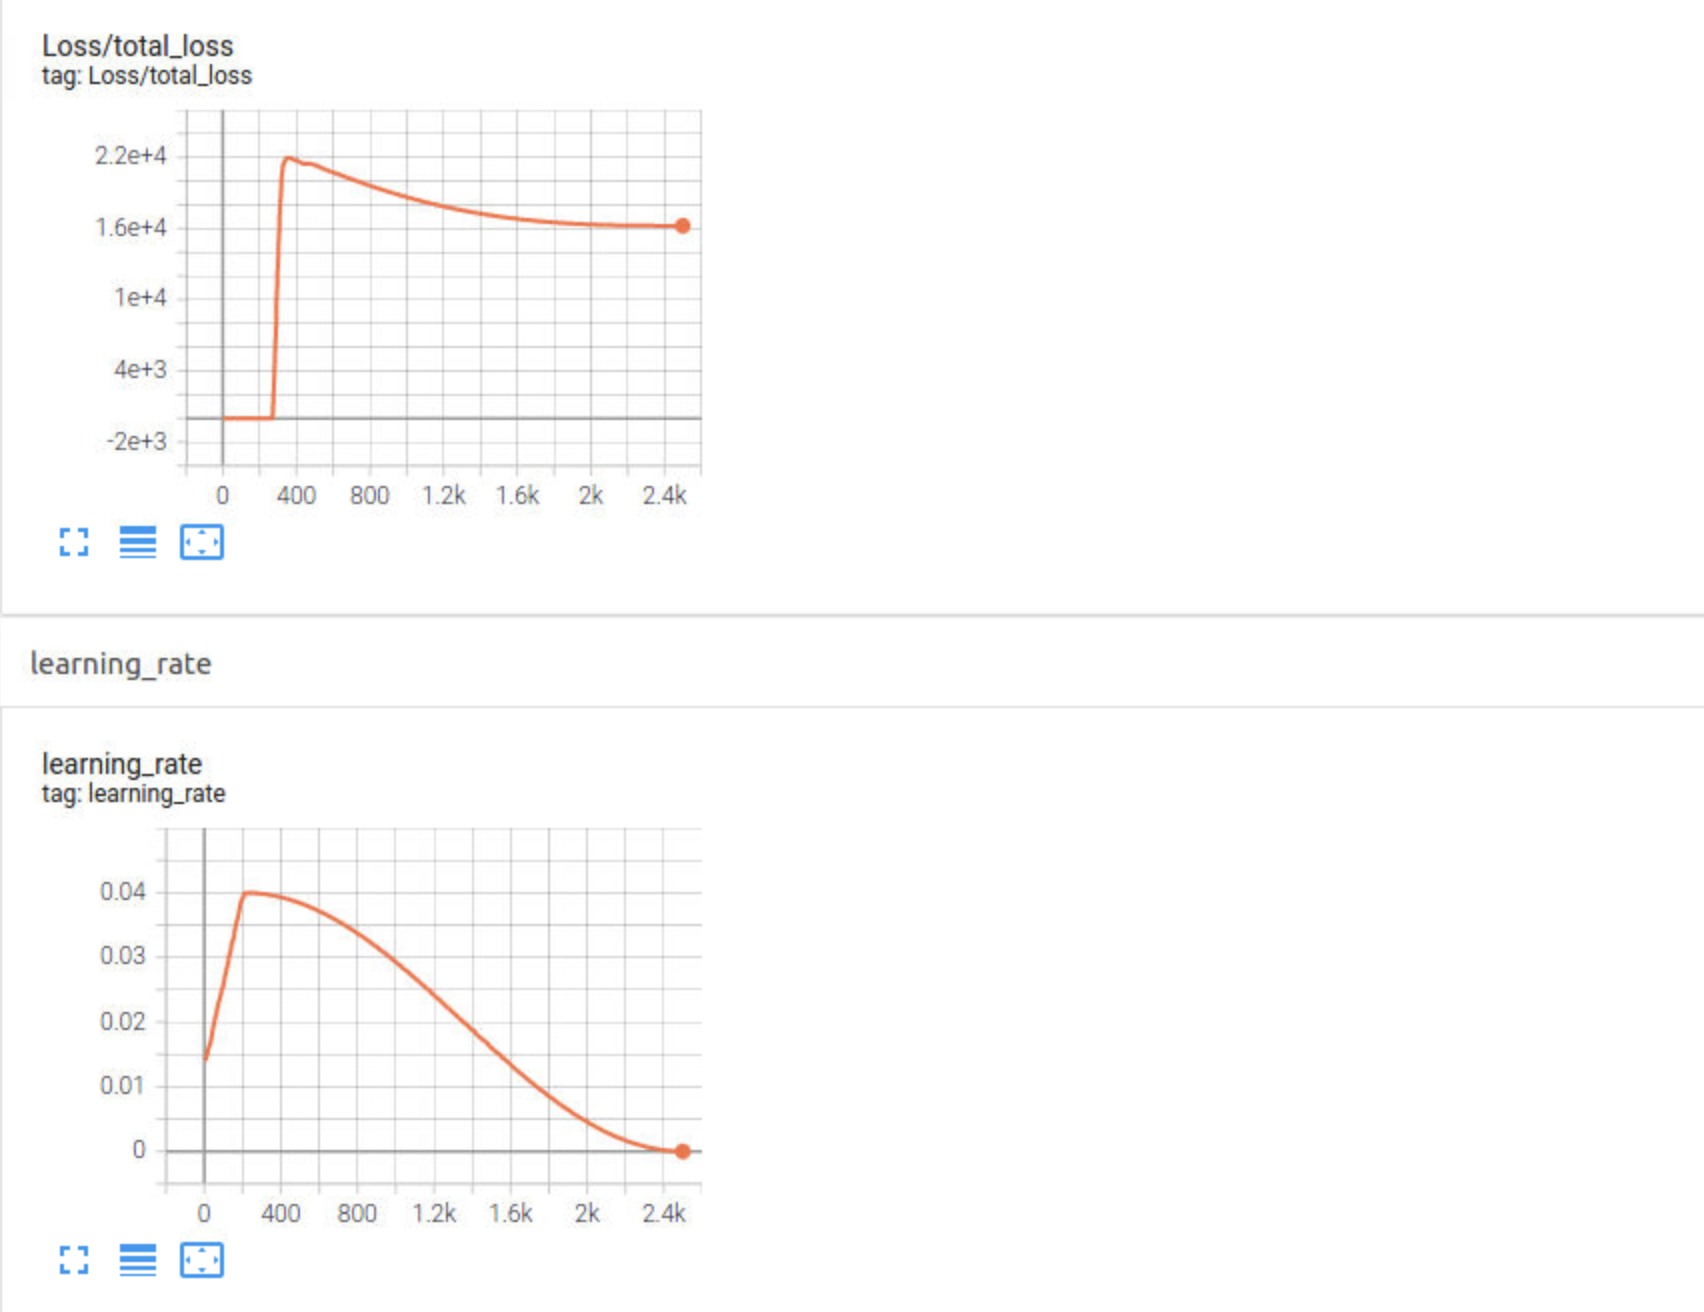 Loss/total_loss
tag: Loss/total_loss
2.2e+4
1.6e+4
1e+4
4e+3
-2e+3
0 400 800 1.2k 1.6k 2k 2.4k
learning_rate
learning_rate
tag: learning_rate
0.04
0.03
0.02
0.01
0
0 400 800 1.2k 1.6k 2k 2.4k